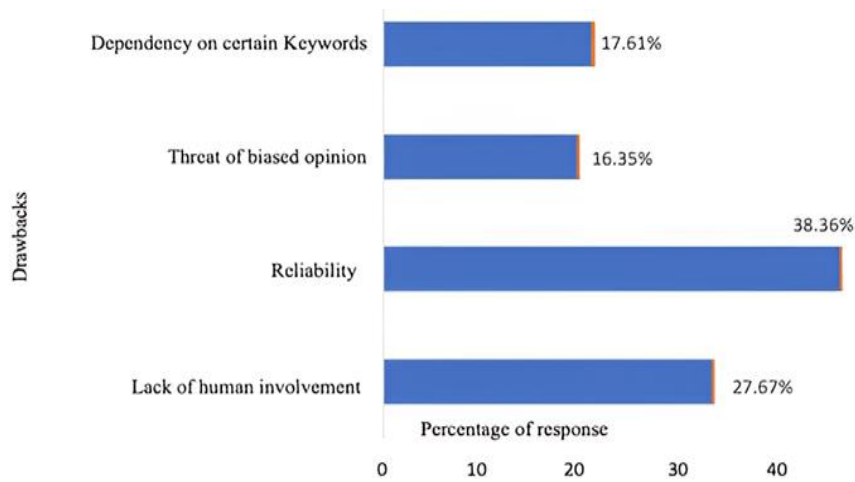 Dependency on certain Keywords 17.61%
Threat of biased opinion 16.35%
Drawbacks
38.36%
Reliability
Lack of human involvement 27.67%
Percentage of response
0 10 20 30 40